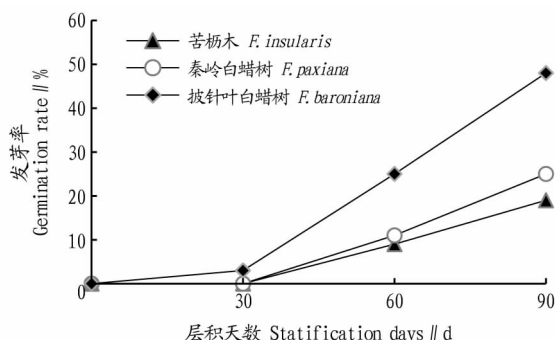 60
50
40
30
20
10
0
苦枥木 F.insularis
秦岭白蜡树 F.paxiana
披针叶白蜡树 F.baroniana
发芽率
Germination rate∥%
30
60
90
层积天数 Statification days∥d